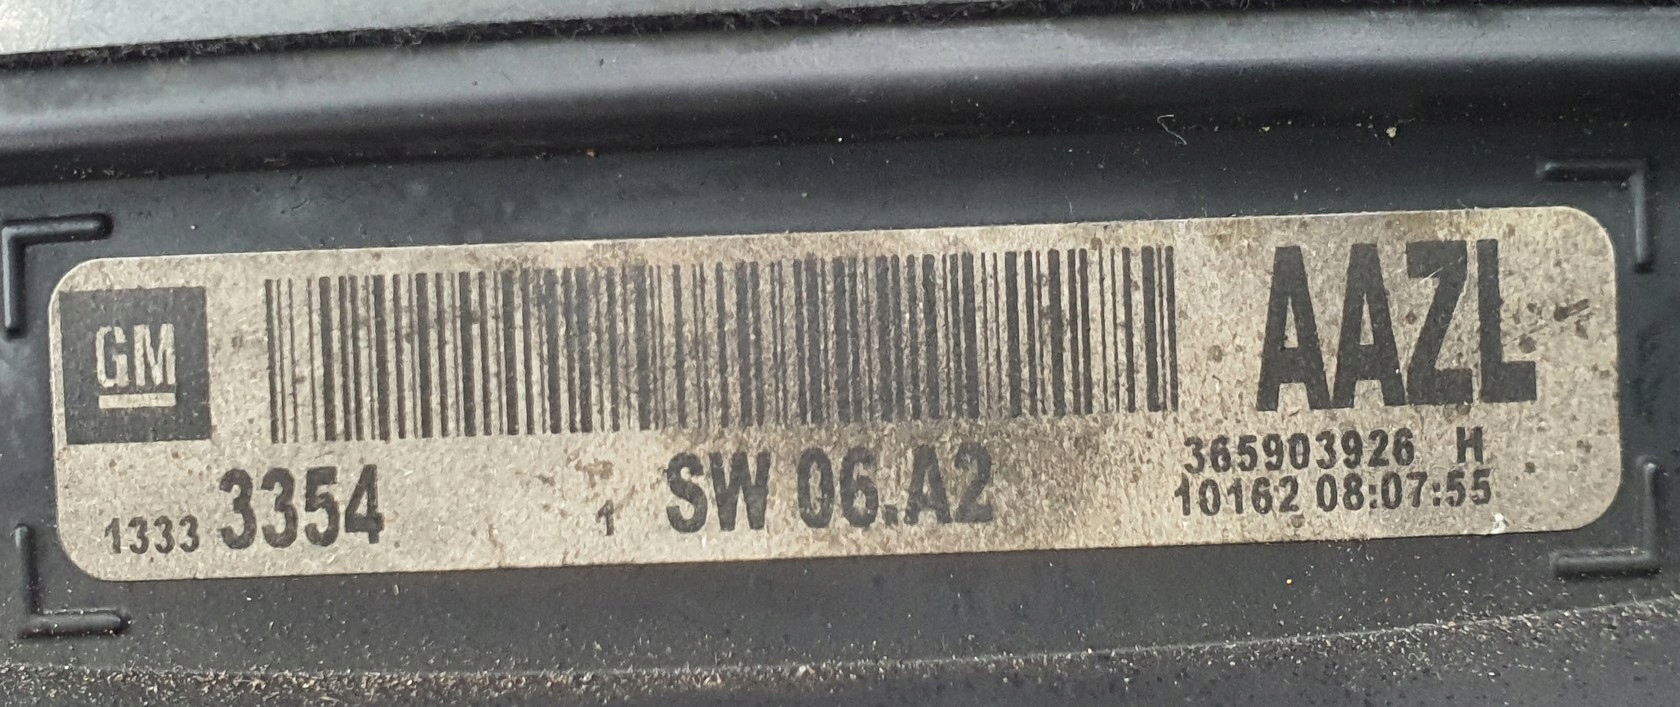 GM
AAZL
1333 3354 1 SW 06.A2
365903926 H
10162 08:07:55